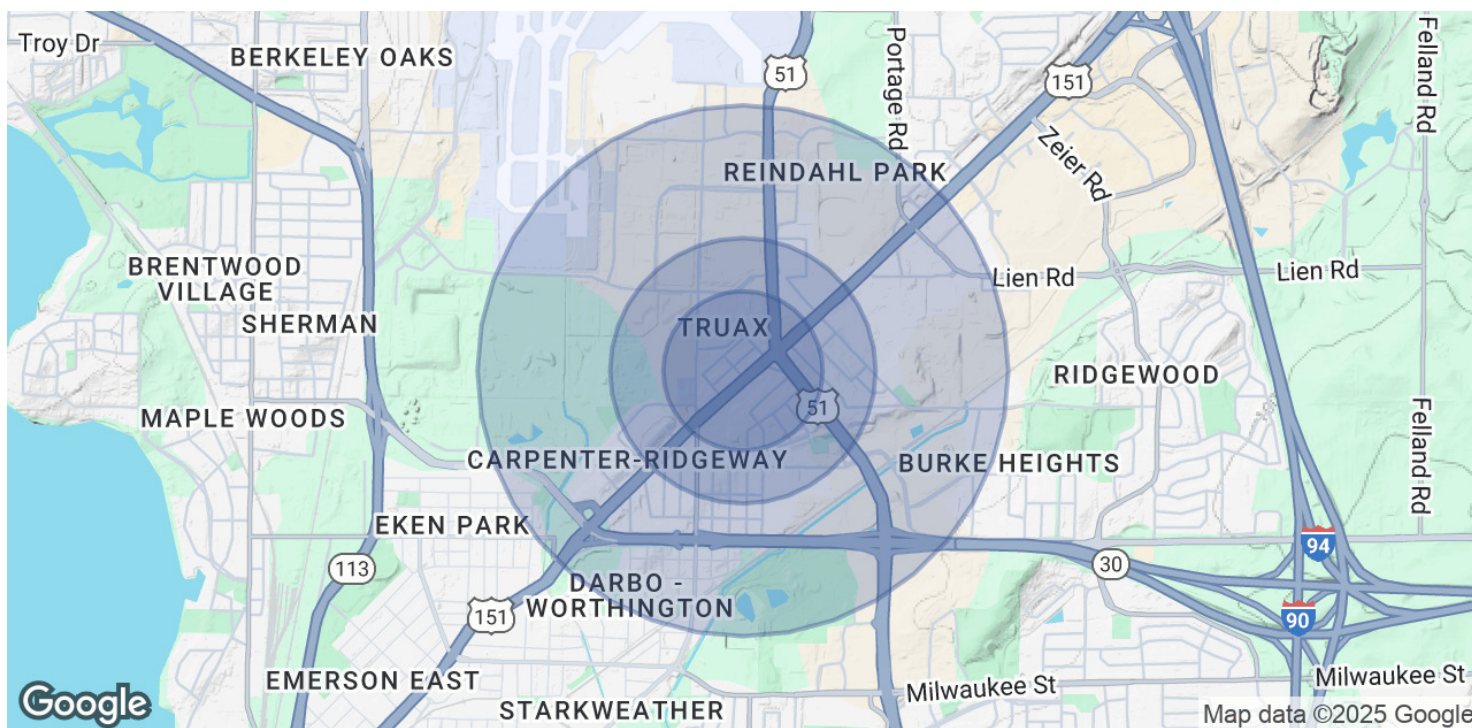 Troy Dr
BERKELEY OAKS
51
Portage Rd
151
Felland Rd
Zeier Rd
REINDAHL PARK
BRENTWOOD
VILLAGE
Lien Rd
Lien Rd
SHERMAN
TRUAX
RIDGEWOOD
MAPLE WOODS
51
Felland Rd
CARPENTER-RIDGEWAY
BURKE HEIGHTS
EKEN PARK
94
113
30
DARBO -
WORTHINGTON
151
90
EMERSON EAST
Milwaukee St
Milwaukee St
STARKWEATHER
Google
Map data ©2025 Google